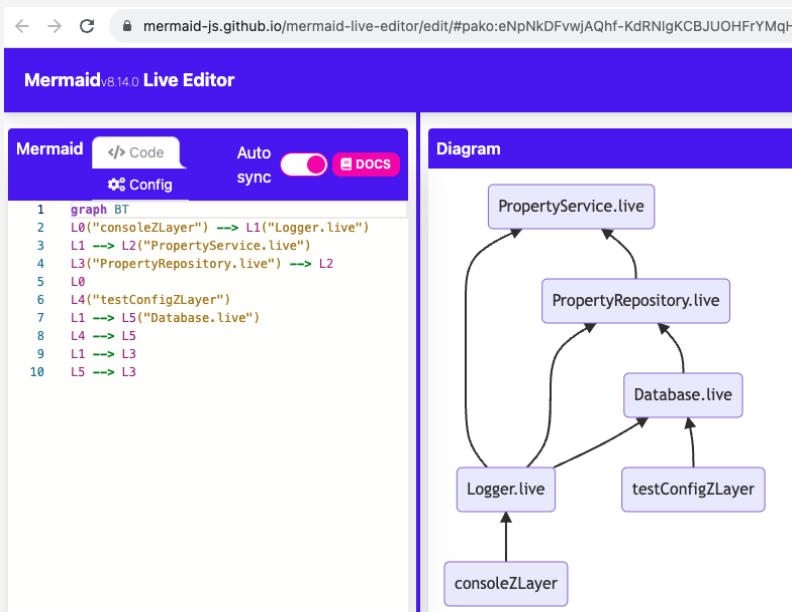 mermaid-js.github.io/mermaid-live-editor/edit/#pako:eNpNkDFvwjAQhf-KdRNIgKCBJUOHFrYMqH
Mermaid v8.14.0 Live Editor
Mermaid
Code
Config
Auto sync
DOCS
1 graph BT
2 L0("consoleZLayer") --> L1("Logger.live")
3 L1 --> L2("PropertyService.live")
4 L3("PropertyRepository.live") --> L2
5 L0
6 L4("testConfigZLayer")
7 L1 --> L5("Database.live")
8 L4 --> L5
9 L1 --> L3
10 L5 --> L3
Diagram
PropertyService.live
PropertyRepository.live
Database.live
Logger.live
testConfigZLayer
consoleZLayer